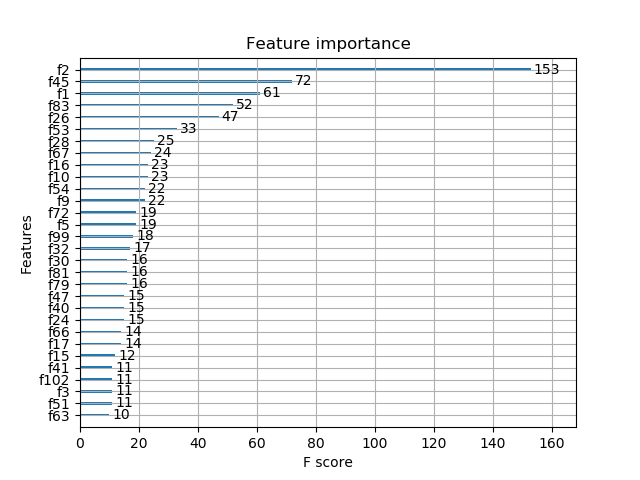 Feature importance
f2 153
f45 72
f1 61
f83 52
f26 47
f53 33
f28 25
f67 24
f16 23
f10 23
f54 22
f9 22
f72 19
f5 19
f99 18
f32 17
f30 16
f81 16
f79 16
f47 15
f40 15
f24 15
f66 14
f17 14
f15 12
f41 11
f102 11
f3 11
f51 11
f63 10
Features
0 20 40 60 80 100 120 140 160
F score